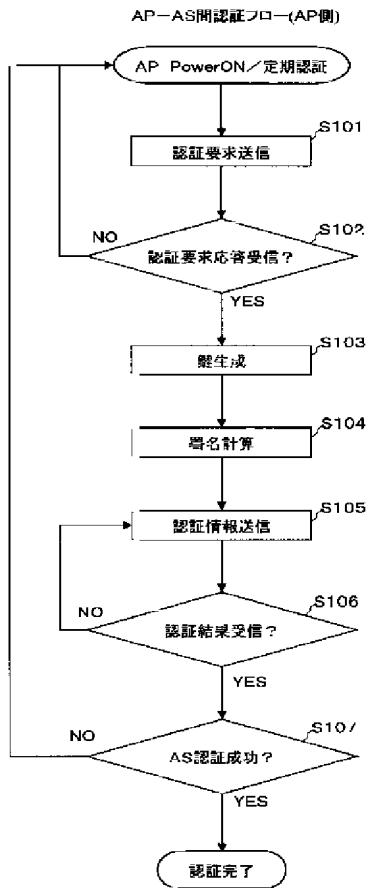 AP－AS間認証フロー(AP側)
AP PowerON／定期認証
S101
認証要求送信
S102
NO
認証要求応答受信？
YES
S103
鍵生成
S104
署名計算
S105
認証情報送信
S106
NO
認証結果受信？
YES
S107
NO
AS認証成功？
YES
認証完了